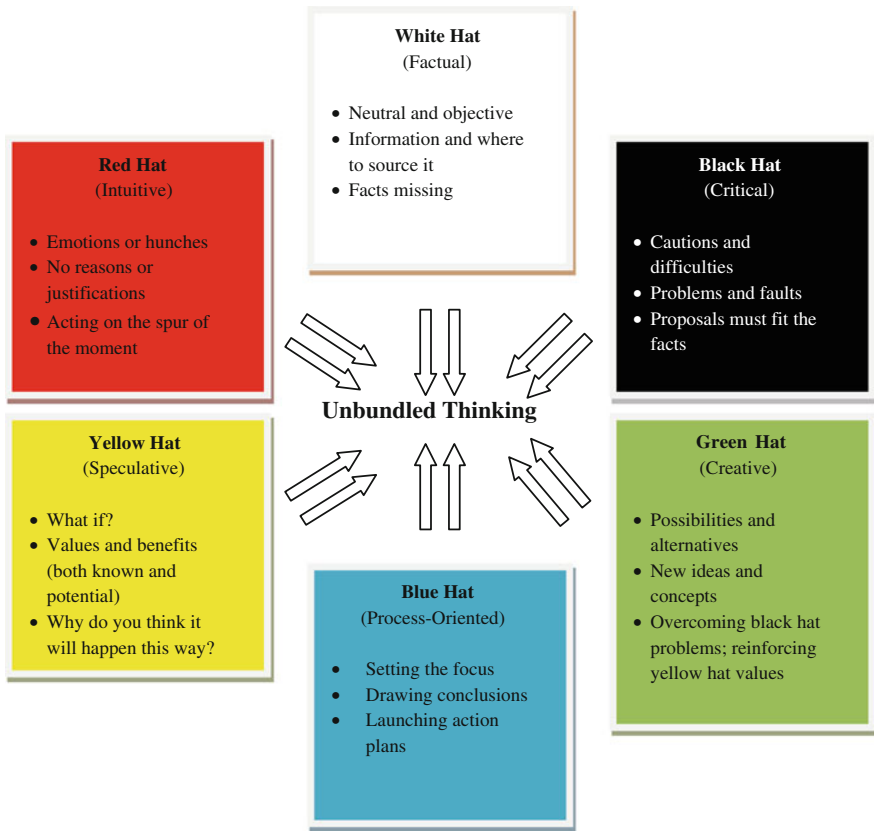 White Hat
(Factual)
• Neutral and objective
• Information and where
to source it
• Facts missing
Red Hat
(Intuitive)
• Emotions or hunches
• No reasons or
justifications
• Acting on the spur of
the moment
Black Hat
(Critical)
• Cautions and
difficulties
• Problems and faults
• Proposals must fit the
facts
Unbundled Thinking
Yellow Hat
(Speculative)
• What if?
• Values and benefits
(both known and
potential)
• Why do you think it
will happen this way?
Green Hat
(Creative)
• Possibilities and
alternatives
• New ideas and
concepts
• Overcoming black hat
problems; reinforcing
yellow hat values
Blue Hat
(Process-Oriented)
• Setting the focus
• Drawing conclusions
• Launching action
plans